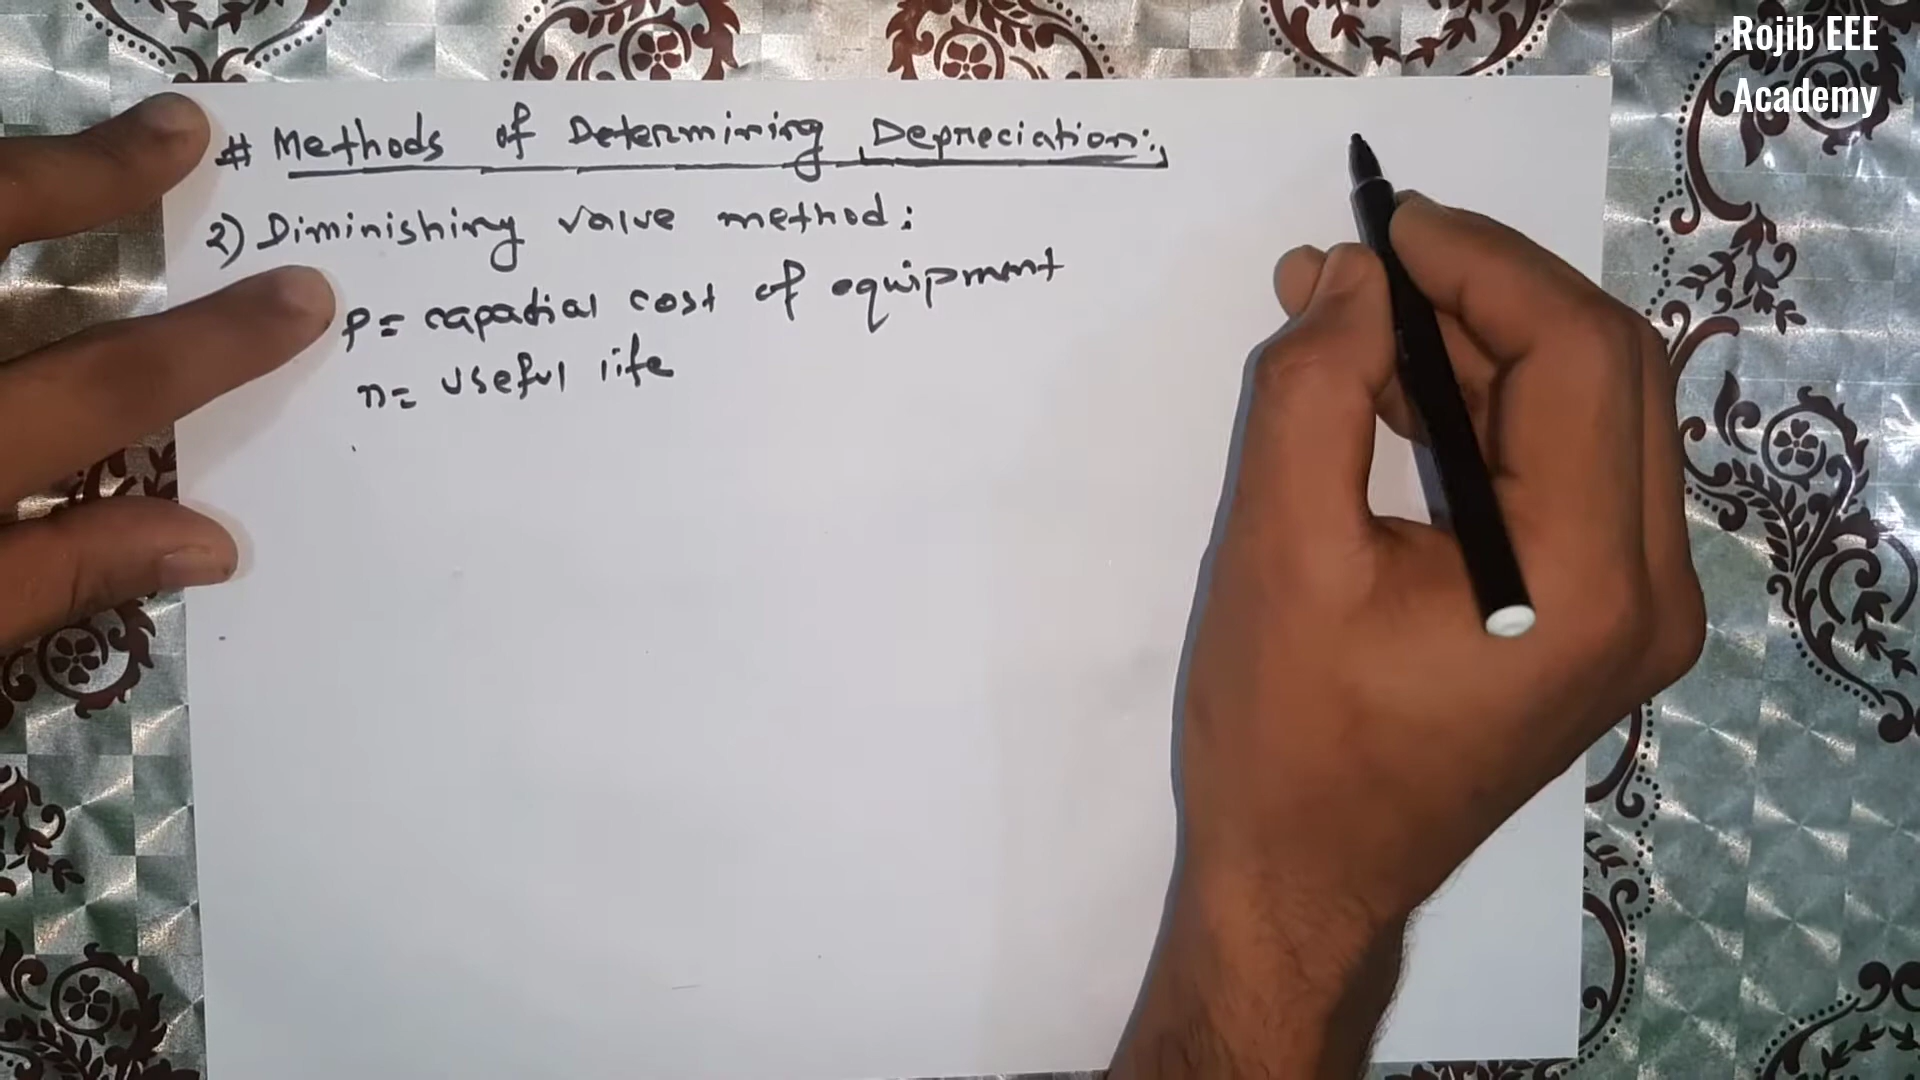 Rojib EEE
Academy
# Methods of Determining Depreciation:
2) Diminishing value method:
P= capatial cost of equipment
n= useful life